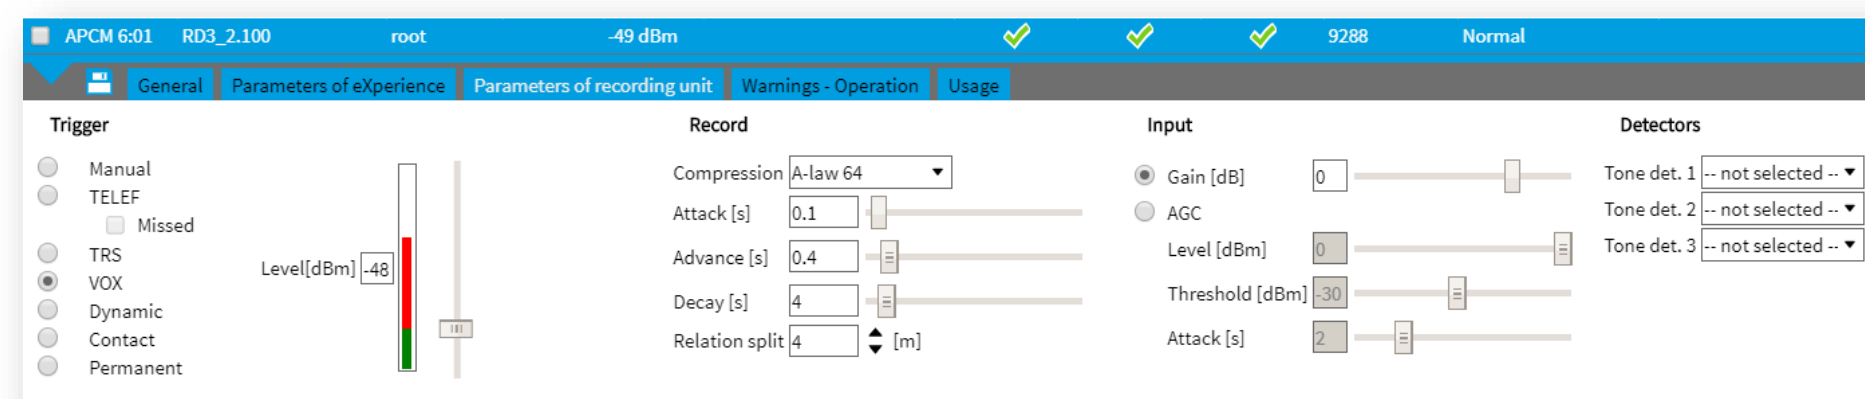 APCM 6:01 RD3_2.100 root -49 dBm 9288 Normal
General Parameters of eXperience Parameters of recording unit Warnings - Operation Usage
Trigger
Manual
TELEF
Missed
TRS
VOX
Dynamic
Contact
Permanent
Level[dBm] -48
Record
Compression A-law 64
Attack [s] 0.1
Advance [s] 0.4
Decay [s] 4
Relation split 4 [m]
Input
Gain [dB] 0
AGC
Level [dBm] 0
Threshold [dBm] -30
Attack [s] 2
Detectors
Tone det. 1 -- not selected --
Tone det. 2 -- not selected --
Tone det. 3 -- not selected --